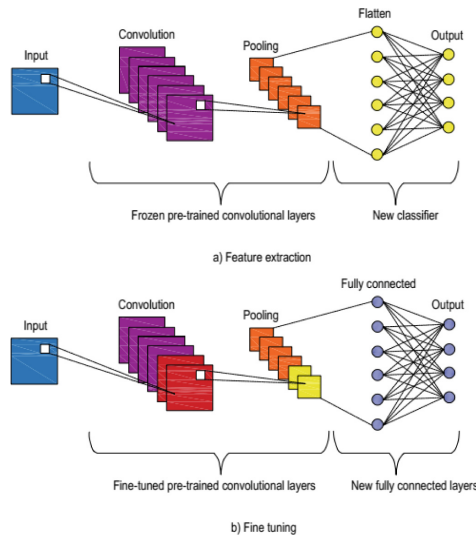 Flatten
Convolution
Output
Pooling
Input
Frozen pre-trained convolutional layers
New classifier
a) Feature extraction
Fully connected
Convolution
Output
Pooling
Input
Fine-tuned pre-trained convolutional layers
New fully connected layers
b) Fine tuning